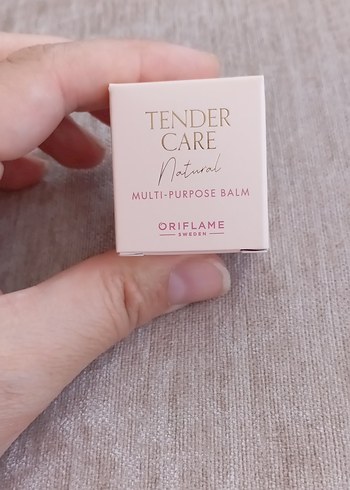 TENDER
CARE
Natural
MULTI-PURPOSE BALM
ORIFLAME
SWEDEN